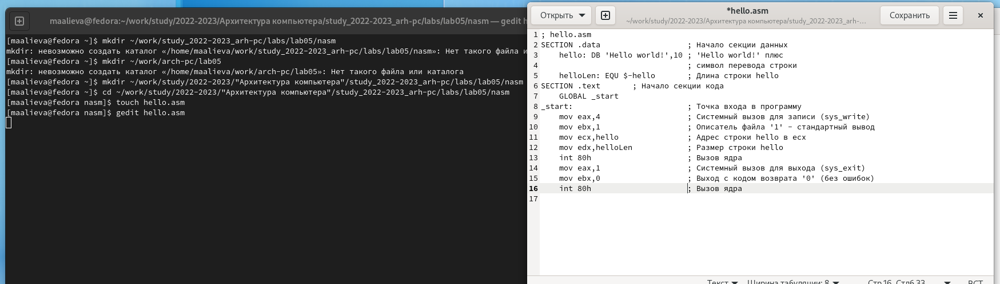 maalieva@fedora:~/work/study/2022-2023/Архитектура компьютера/study_2022-2023_arh-pc/labs/lab05/nasm — gedit h
[maalieva@fedora ~]$ mkdir ~/work/study_2022-2023_arh-pc/labs/lab05/nasm
mkdir: невозможно создать каталог «/home/maalieva/work/study_2022-2023_arh-pc/labs/lab05/nasm»: Нет такого файла и
[maalieva@fedora ~]$ mkdir ~/work/arch-pc/lab05
mkdir: невозможно создать каталог «/home/maalieva/work/arch-pc/lab05»: Нет такого файла или каталога
[maalieva@fedora ~]$ mkdir ~/work/study/2022-2023/"Архитектура компьютера"/study_2022-2023_arh-pc/labs/lab05/nasm
[maalieva@fedora ~]$ cd ~/work/study/2022-2023/"Архитектура компьютера"/study_2022-2023_arh-pc/labs/lab05/nasm
[maalieva@fedora nasm]$ touch hello.asm
[maalieva@fedora nasm]$ gedit hello.asm
Открыть
*hello.asm
~/work/study/2022-2023/Архитектура компьютера/study_2022-2023_arh-...
Сохранить
1 ; hello.asm
2 SECTION .data ; Начало секции данных
3 hello: DB 'Hello world!',10 ; 'Hello world!' плюс
4 ; символ перевода строки
5 helloLen: EQU $-hello ; Длина строки hello
6 SECTION .text ; Начало секции кода
7 GLOBAL _start
8 _start: ; Точка входа в программу
9 mov eax,4 ; Системный вызов для записи (sys_write)
10 mov ebx,1 ; Описатель файла '1' - стандартный вывод
11 mov ecx,hello ; Адрес строки hello в ecx
12 mov edx,helloLen ; Размер строки hello
13 int 80h ; Вызов ядра
14 mov eax,1 ; Системный вызов для выхода (sys_exit)
15 mov ebx,0 ; Выход с кодом возврата '0' (без ошибок)
16 int 80h ; Вызов ядра
17
Текст Ширина табуляции: 8 Стр 16, Стлб 33 ВСТ